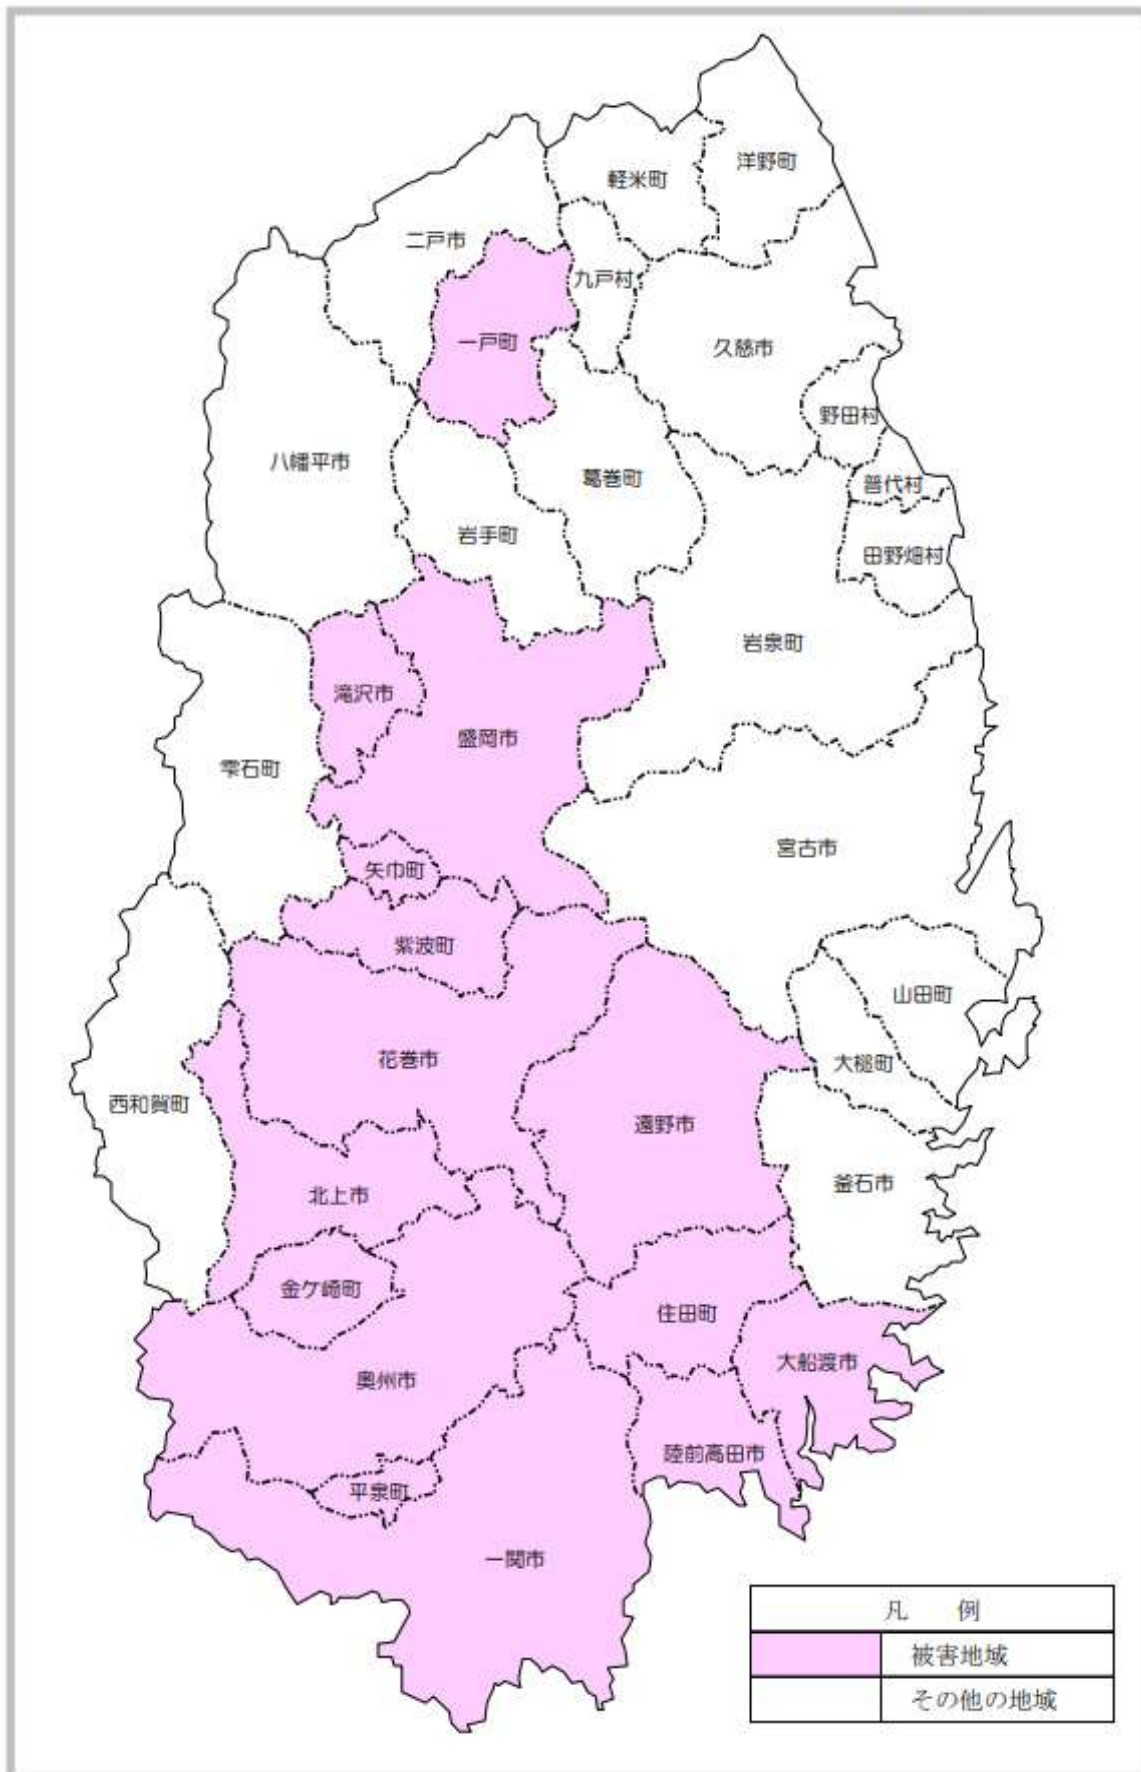 洋野町
軽米町
二戸市
九戸村
一戸町
久慈市
野田村
八幡平市
葛巻町
普代村
岩手町
田野畑村
岩泉町
滝沢市
盛岡市
雫石町
宮古市
矢巾町
紫波町
山田町
花巻市
大槌町
西和賀町
遠野市
釜石市
北上市
金ケ崎町
住田町
大船渡市
奥州市
陸前高田市
平泉町
一関市
凡 例
被害地域
その他の地域